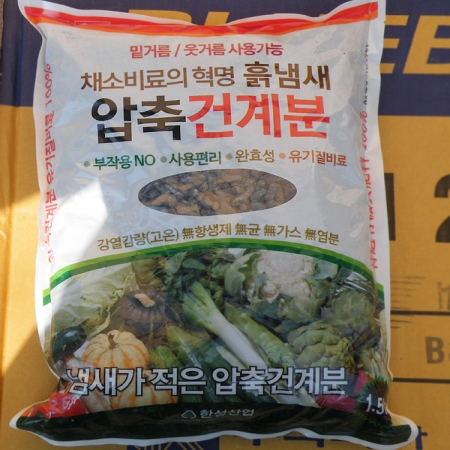 밑거름 / 웃거름 사용가능
채소비료의 혁명 흙냄새
압축건계분
• 부작용 NO • 사용편리 • 완효성 • 유기질비료
강열감량(고온) 無항생제 無균 無가스 無염분
냄새가 적은 압축건계분
한성산업
1.5